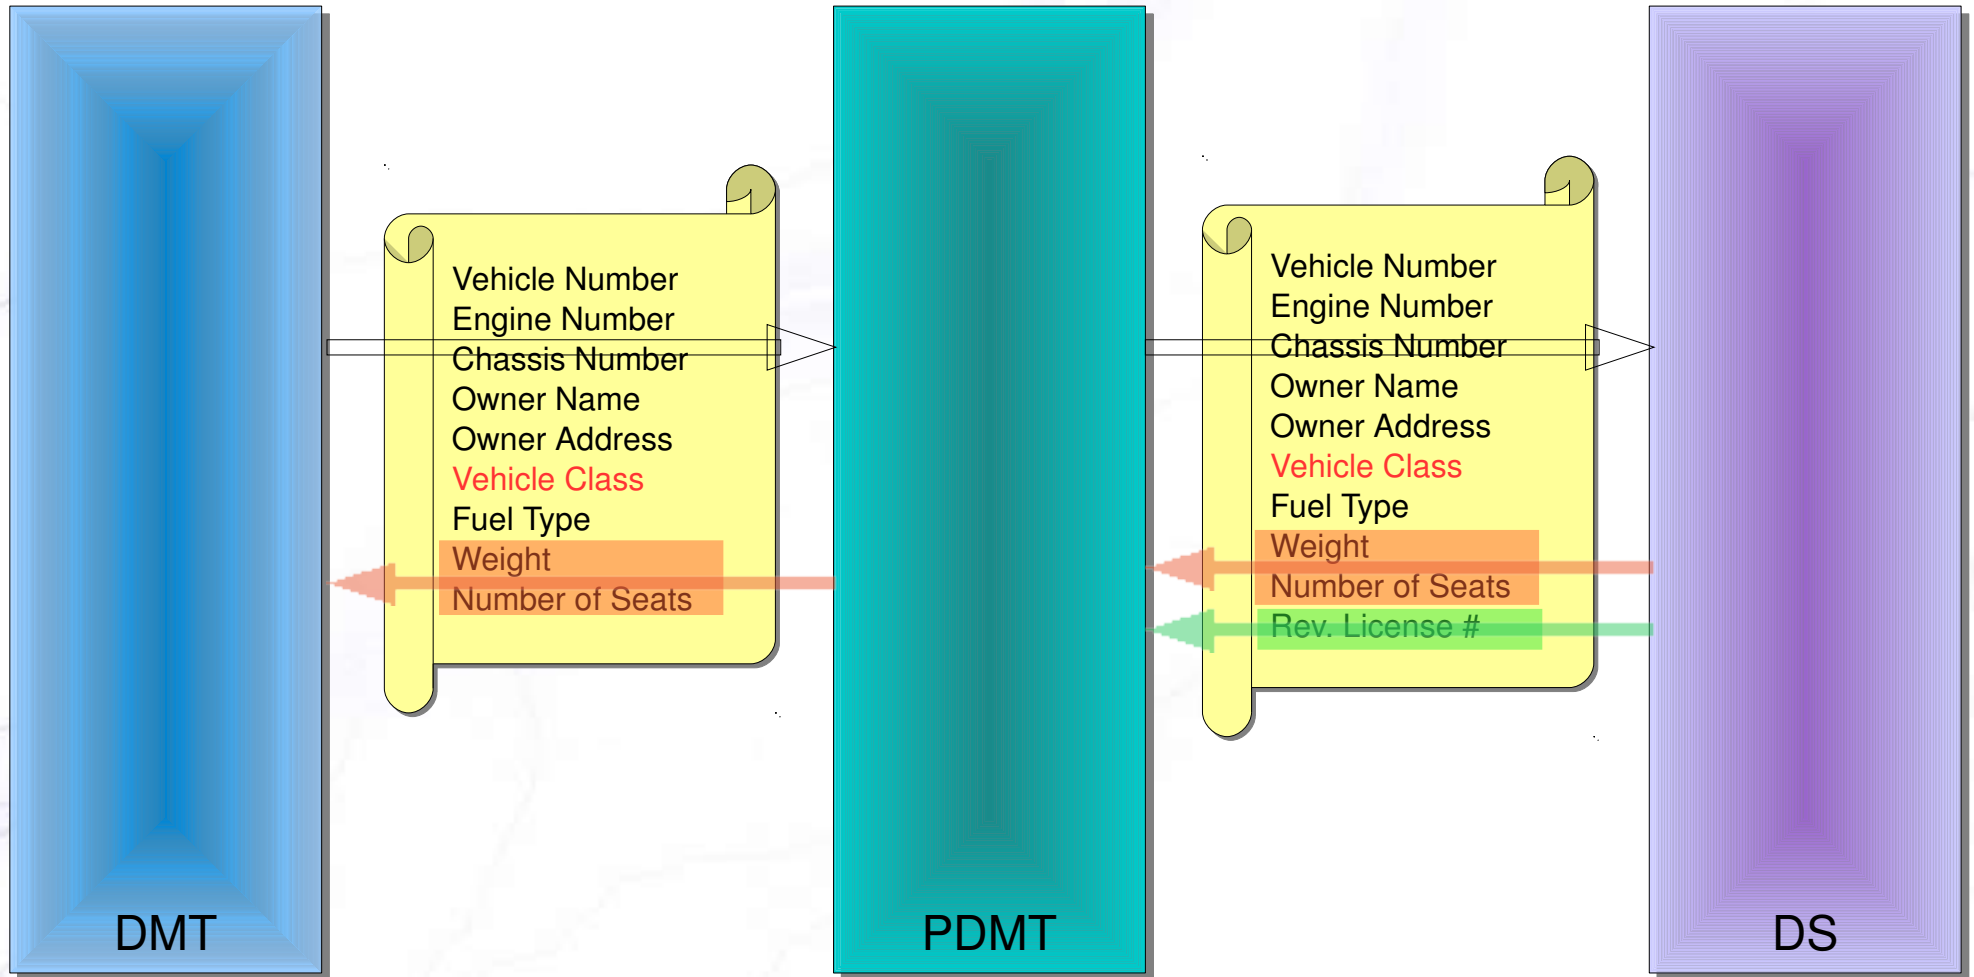 Vehicle Number
Engine Number
Chassis Number
Owner Name
Owner Address
Vehicle Class
Fuel Type
Weight
Number of Seats
Vehicle Number
Engine Number
Chassis Number
Owner Name
Owner Address
Vehicle Class
Fuel Type
Weight
Number of Seats
Rev. License #
DMT
PDMT
DS